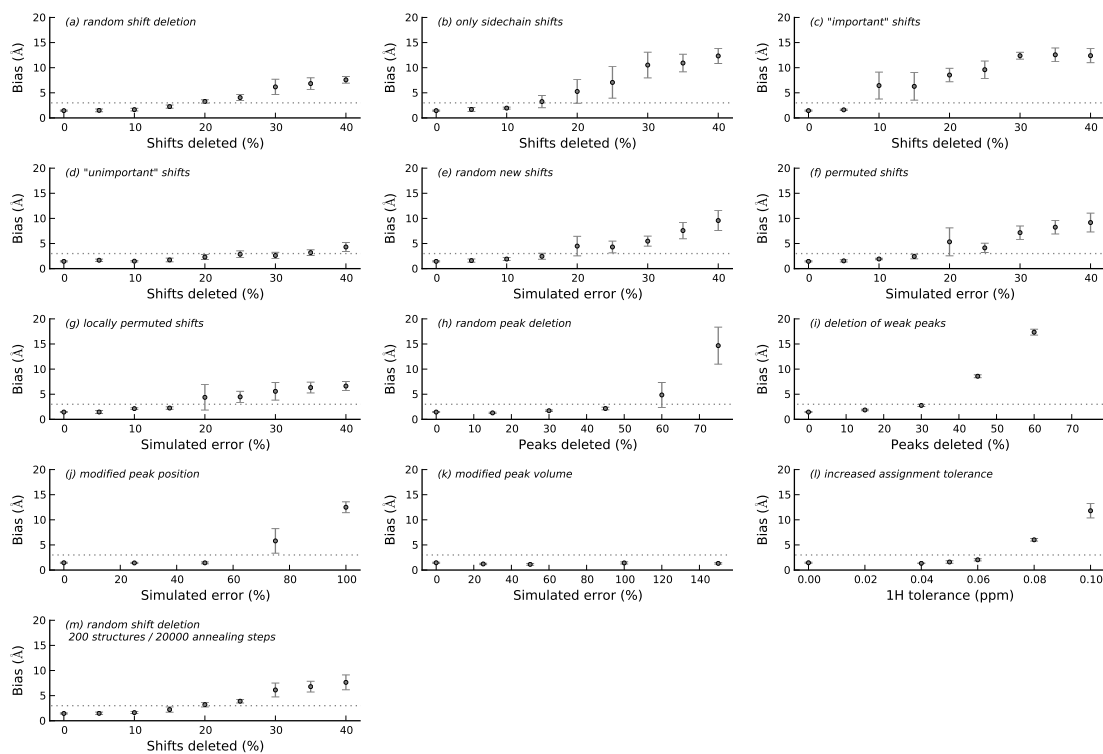 (a) random shift deletion
20
15
10
5
0
Bias (Å)
0 10 20 30 40
Shifts deleted (%)
(b) only sidechain shifts
20
15
10
5
0
Bias (Å)
0 10 20 30 40
Shifts deleted (%)
(c) "important" shifts
20
15
10
5
0
Bias (Å)
0 10 20 30 40
Shifts deleted (%)
(d) "unimportant" shifts
20
15
10
5
0
Bias (Å)
0 10 20 30 40
Shifts deleted (%)
(e) random new shifts
20
15
10
5
0
Bias (Å)
0 10 20 30 40
Simulated error (%)
(f) permuted shifts
20
15
10
5
0
Bias (Å)
0 10 20 30 40
Simulated error (%)
(g) locally permuted shifts
20
15
10
5
0
Bias (Å)
0 10 20 30 40
Simulated error (%)
(h) random peak deletion
20
15
10
5
0
Bias (Å)
0 10 20 30 40 50 60 70
Peaks deleted (%)
(i) deletion of weak peaks
20
15
10
5
0
Bias (Å)
0 10 20 30 40 50 60 70
Peaks deleted (%)
(j) modified peak position
20
15
10
5
0
Bias (Å)
0 20 40 60 80 100
Simulated error (%)
(k) modified peak volume
20
15
10
5
0
Bias (Å)
0 20 40 60 80 100 120 140
Simulated error (%)
(l) increased assignment tolerance
20
15
10
5
0
Bias (Å)
0.00 0.02 0.04 0.06 0.08 0.10
1H tolerance (ppm)
(m) random shift deletion
200 structures / 20000 annealing steps
20
15
10
5
0
Bias (Å)
0 10 20 30 40
Shifts deleted (%)